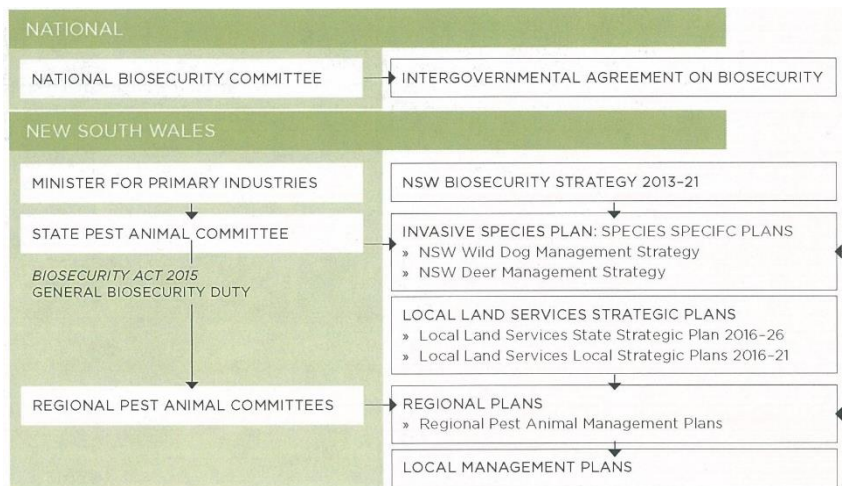 NATIONAL
NATIONAL BIOSECURITY COMMITTEE
INTERGOVERNMENTAL AGREEMENT ON BIOSECURITY
NEW SOUTH WALES
MINISTER FOR PRIMARY INDUSTRIES
NSW BIOSECURITY STRATEGY 2013–21
STATE PEST ANIMAL COMMITTEE
INVASIVE SPECIES PLAN: SPECIES SPECIFC PLANS
» NSW Wild Dog Management Strategy
» NSW Deer Management Strategy
BIOSECURITY ACT 2015
GENERAL BIOSECURITY DUTY
LOCAL LAND SERVICES STRATEGIC PLANS
» Local Land Services State Strategic Plan 2016–26
» Local Land Services Local Strategic Plans 2016–21
REGIONAL PEST ANIMAL COMMITTEES
REGIONAL PLANS
» Regional Pest Animal Management Plans
LOCAL MANAGEMENT PLANS